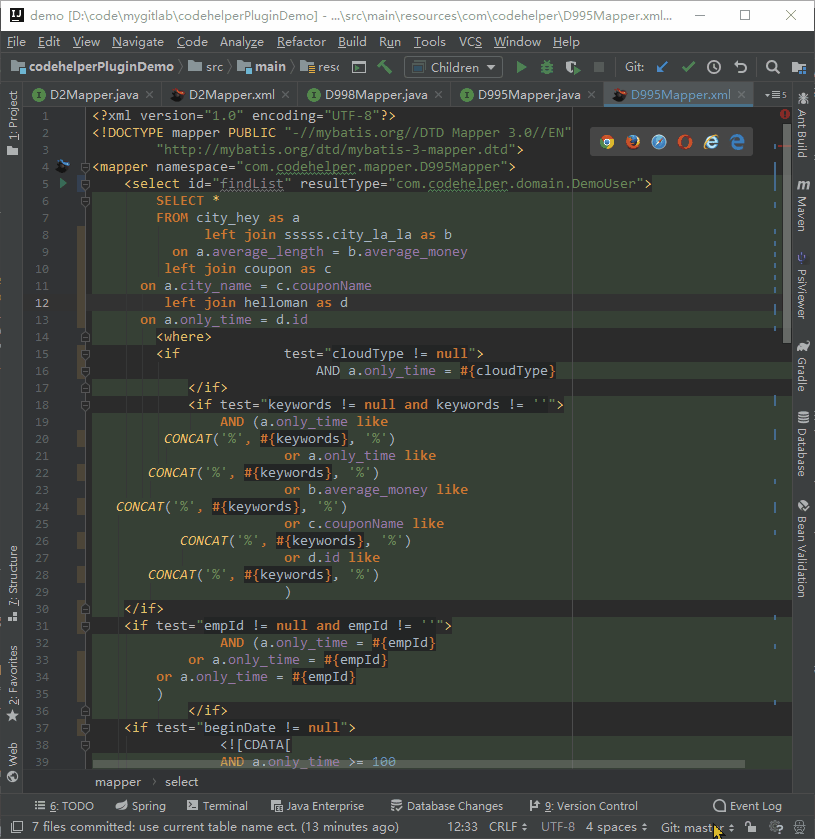 demo [D:\code\mygitlab\codehelperPluginDemo] - ...\src\main\resources\com\codehelper\D995Mapper.xml...
File Edit View Navigate Code Analyze Refactor Build Run Tools VCS Window Help
codehelperPluginDemo src main resc Children Git:
D2Mapper.java D2Mapper.xml D998Mapper.java D995Mapper.java D995Mapper.xml 5
1 <?xml version="1.0" encoding="UTF-8"?>
2 <!DOCTYPE mapper PUBLIC "-//mybatis.org//DTD Mapper 3.0//EN"
3 "http://mybatis.org/dtd/mybatis-3-mapper.dtd">
4 <mapper namespace="com.codehelper.mapper.D995Mapper">
5 <select id="findList" resultType="com.codehelper.domain.DemoUser">
6 SELECT *
7 FROM city_hey as a
8 left join sssss.city_la_la as b
9 on a.average_length = b.average_money
10 left join coupon as c
11 on a.city_name = c.couponName
12 left join helloman as d
13 on a.only_time = d.id
14 <where>
15 <if test="cloudType != null">
16 AND a.only_time = #{cloudType}
17 </if>
18 <if test="keywords != null and keywords != ''">
19 AND (a.only_time like
20 CONCAT('%', #{keywords}, '%')
21 or a.only_time like
22 CONCAT('%', #{keywords}, '%')
23 or b.average_money like
24 CONCAT('%', #{keywords}, '%')
25 or c.couponName like
26 CONCAT('%', #{keywords}, '%')
27 or d.id like
28 CONCAT('%', #{keywords}, '%')
29 )
30 </if>
31 <if test="empId != null and empId != ''">
32 AND (a.only_time = #{empId}
33 or a.only_time = #{empId}
34 or a.only_time = #{empId}
35 )
36 </if>
37 <if test="beginDate != null">
38 <![CDATA[
39 AND a.only_time >= 100
mapper select
6: TODO Spring Terminal Java Enterprise Database Changes 9: Version Control Event Log
7 files committed: use current table name ect. (13 minutes ago) 12:33 CRLF UTF-8 4 spaces Git: master
1: Project
7: Structure
2: Favorites
Web
Ant Build
m Maven
PsiViewer
Gradle
Database
Bean Validation